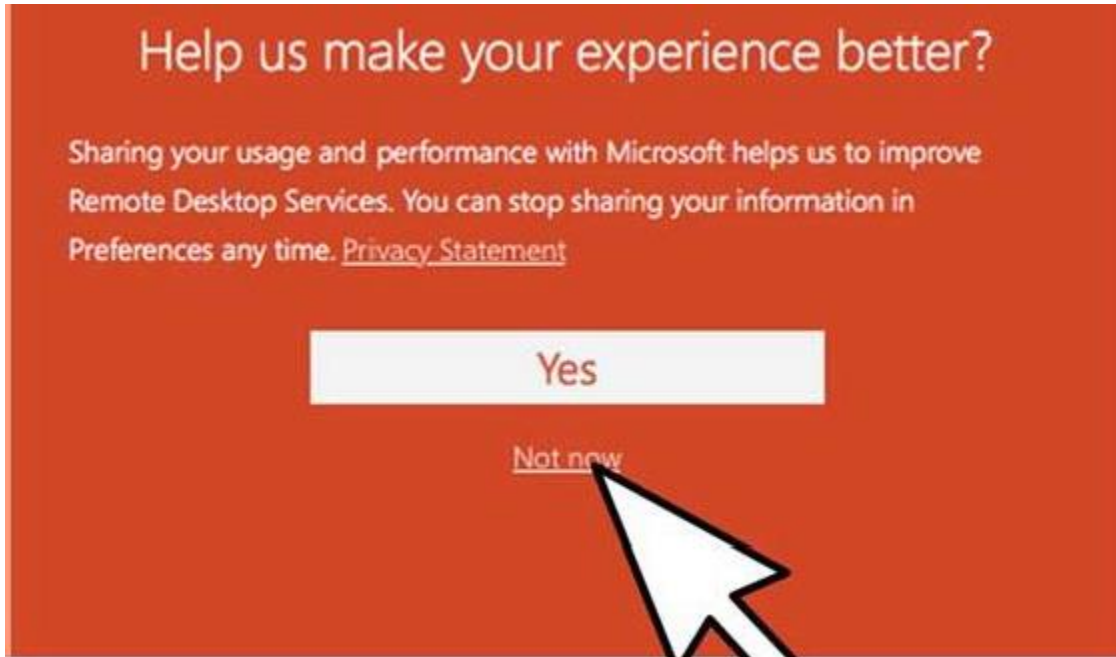 Help us make your experience better?
Sharing your usage and performance with Microsoft helps us to improve
Remote Desktop Services. You can stop sharing your information in
Preferences any time. Privacy Statement
Yes
Not now